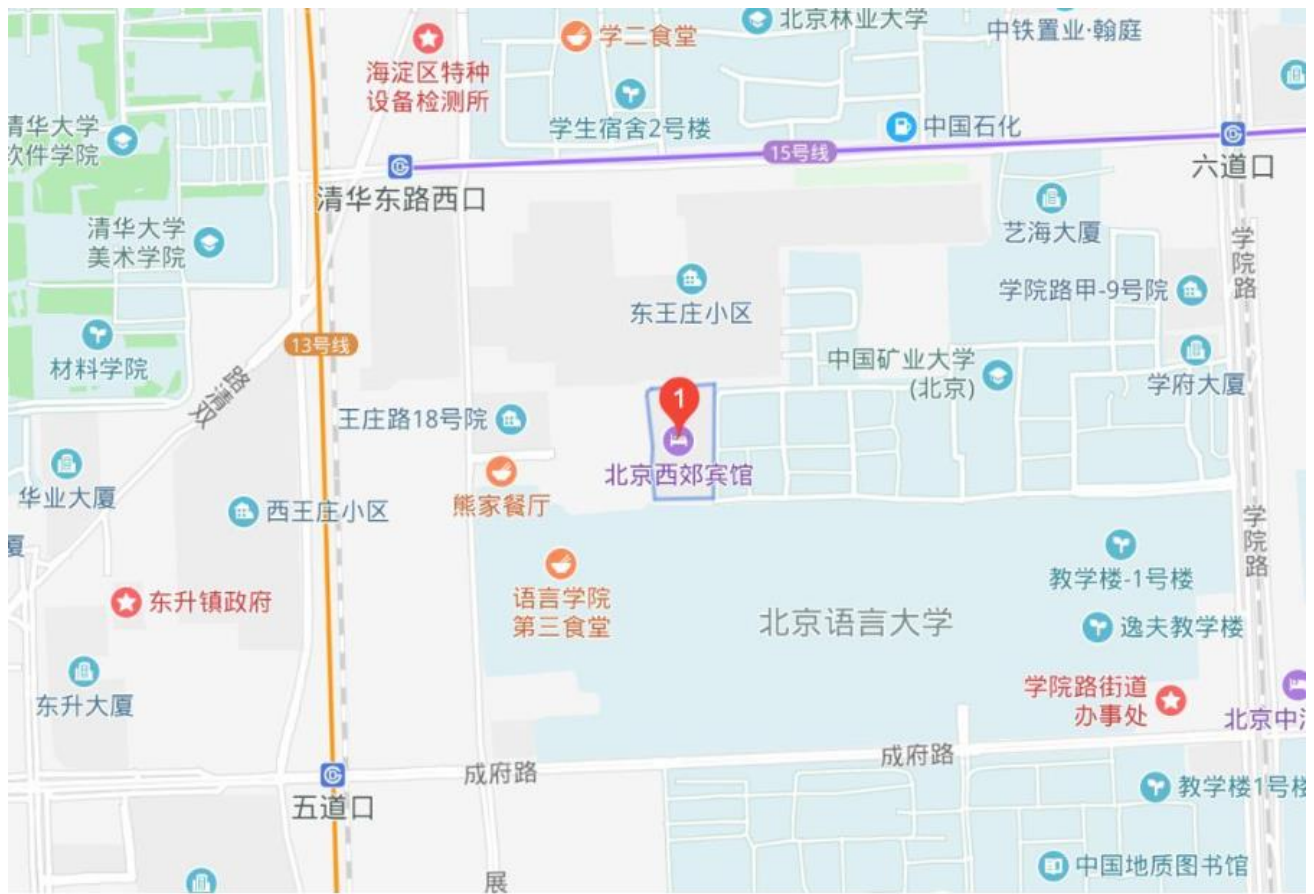 学二食堂
北京林业大学
中铁置业·翰庭
海淀区特种
设备检测所
学生宿舍2号楼
中国石化
清华大学
软件学院
15号线
六道口
清华东路西口
清华大学
美术学院
艺海大厦
学院路
东王庄小区
学院路甲-9号院
13号线
材料学院
中国矿业大学
(北京)
学府大厦
双清路
1
王庄路18号院
北京西郊宾馆
华业大厦
熊家餐厅
西王庄小区
学院路
厦
教学楼-1号楼
东升镇政府
语言学院
第三食堂
北京语言大学
逸夫教学楼
东升大厦
学院路街道
办事处
北京中
成府路
成府路
五道口
教学楼1号楼
中国地质图书馆
展